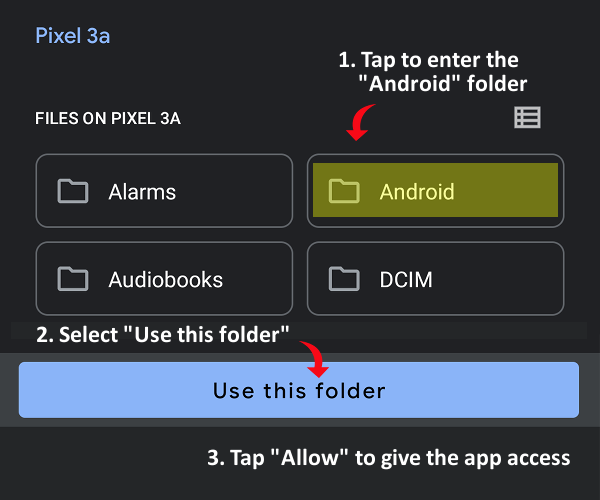 Pixel 3a
1. Tap to enter the
"Android" folder
FILES ON PIXEL 3A
Alarms
Android
Audiobooks
DCIM
2. Select "Use this folder"
Use this folder
3. Tap "Allow" to give the app access